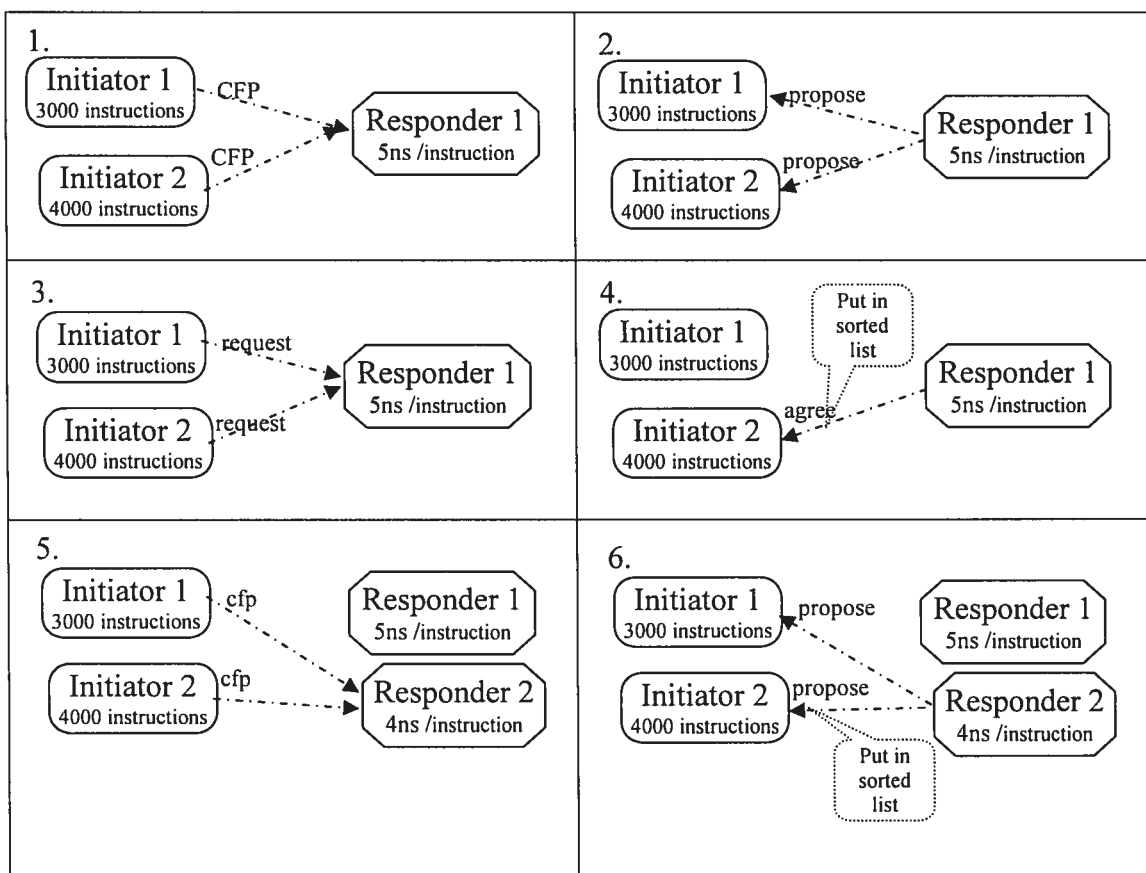 1.
Initiator 1
3000 instructions
CFP
CFP
Initiator 2
4000 instructions
Responder 1
5ns /instruction
2.
Initiator 1
3000 instructions
propose
propose
Initiator 2
4000 instructions
Responder 1
5ns /instruction
3.
Initiator 1
3000 instructions
request
request
Initiator 2
4000 instructions
Responder 1
5ns /instruction
4.
Initiator 1
3000 instructions
Put in
sorted
list
agree
Initiator 2
4000 instructions
Responder 1
5ns /instruction
5.
Initiator 1
3000 instructions
cfp
cfp
Initiator 2
4000 instructions
Responder 1
5ns /instruction
Responder 2
4ns /instruction
6.
Initiator 1
3000 instructions
propose
propose
Initiator 2
4000 instructions
Put in
sorted
list
Responder 1
5ns /instruction
Responder 2
4ns /instruction